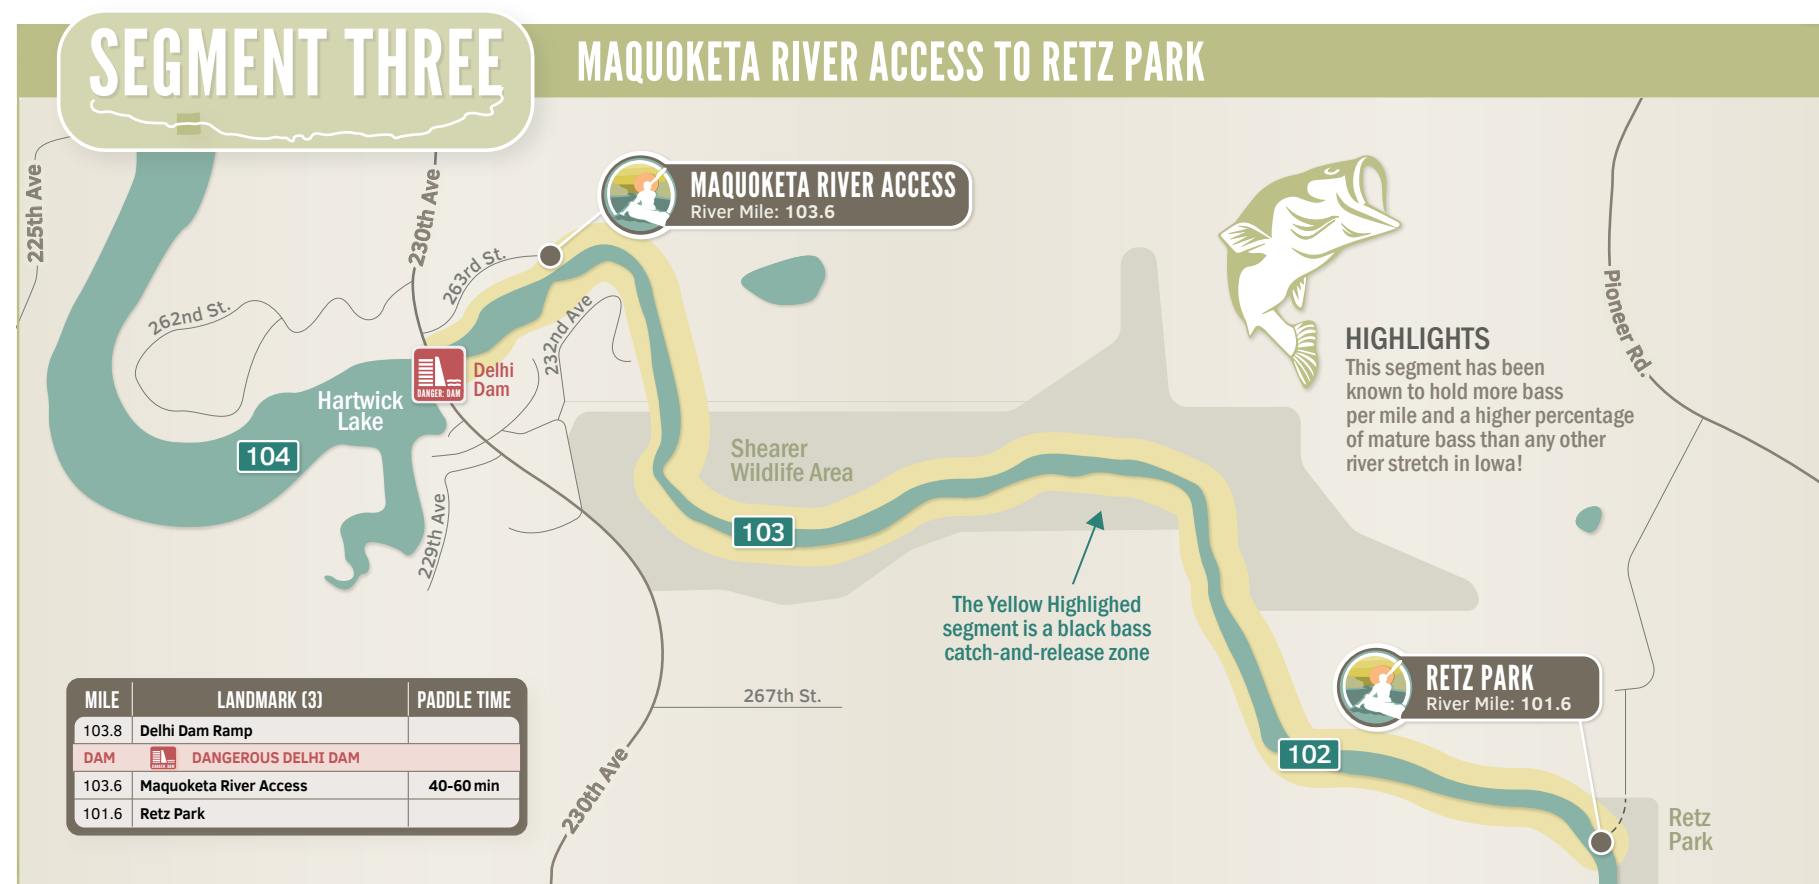 SEGMENT THREE
MAQUOKETA RIVER ACCESS TO RETZ PARK
225th Ave
230th Ave
MAQUOKETA RIVER ACCESS
River Mile: 103.6
263rd St.
262nd St.
232nd Ave
Pioneer Rd.
DANGER: DAM
Delhi
Dam
Hartwick
Lake
104
HIGHLIGHTS
This segment has been
known to hold more bass
per mile and a higher percentage
of mature bass than any other
river stretch in Iowa!
Shearer
Wildlife Area
103
229th Ave
The Yellow Highlighed
segment is a black bass
catch-and-release zone
RETZ PARK
River Mile: 101.6
267th St.
102
230th Ave
Retz
Park
MILE LANDMARK (3) PADDLE TIME
103.8 Delhi Dam Ramp
DAM DANGER: DAM DANGEROUS DELHI DAM
103.6 Maquoketa River Access 40-60 min
101.6 Retz Park